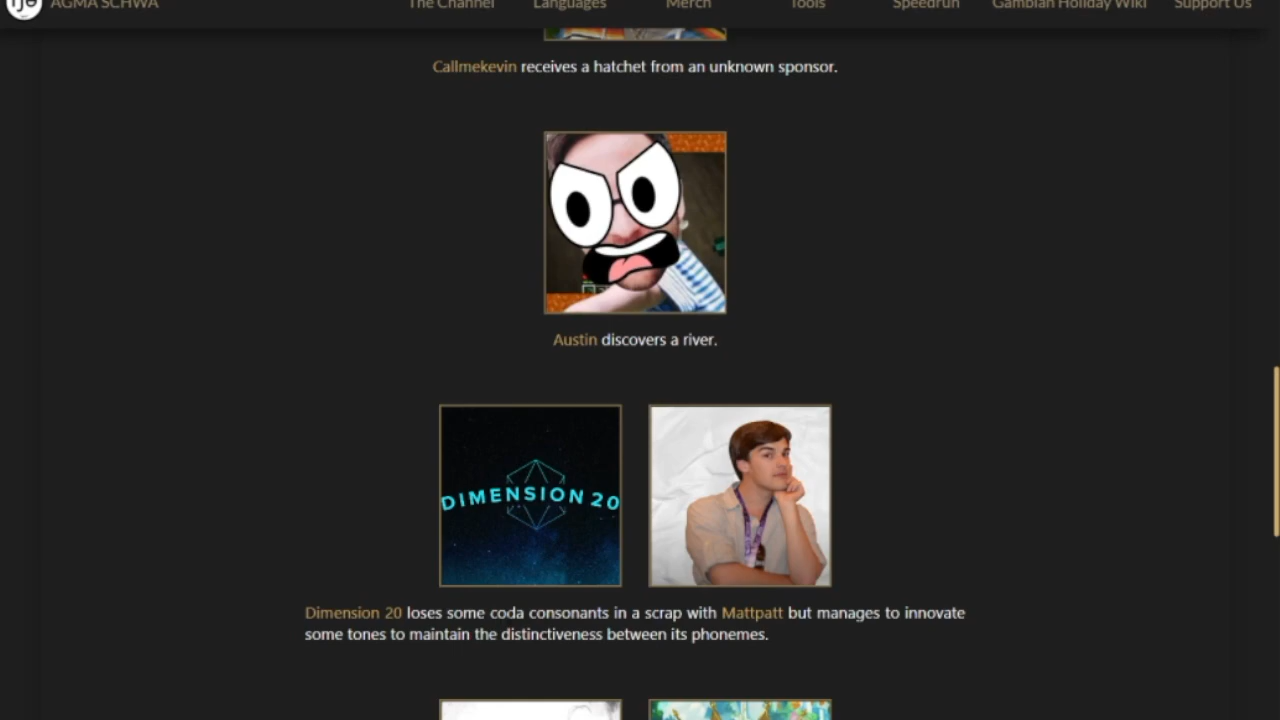 AGMA SCHWA
The Channel
Languages
Merch
Tools
Speedrun
Gambian Holiday Wiki
Support Us
Callmekevin receives a hatchet from an unknown sponsor.
Austin discovers a river.
DIMENSION 20
Dimension 20 loses some coda consonants in a scrap with Mattpatt but manages to innovate
some tones to maintain the distinctiveness between its phonemes.